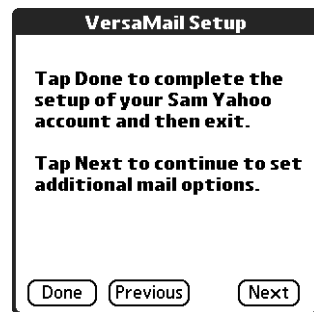 VersaMail Setup
Tap Done to complete the
setup of your Sam Yahoo
account and then exit.
Tap Next to continue to set
additional mail options.
Done Previous Next